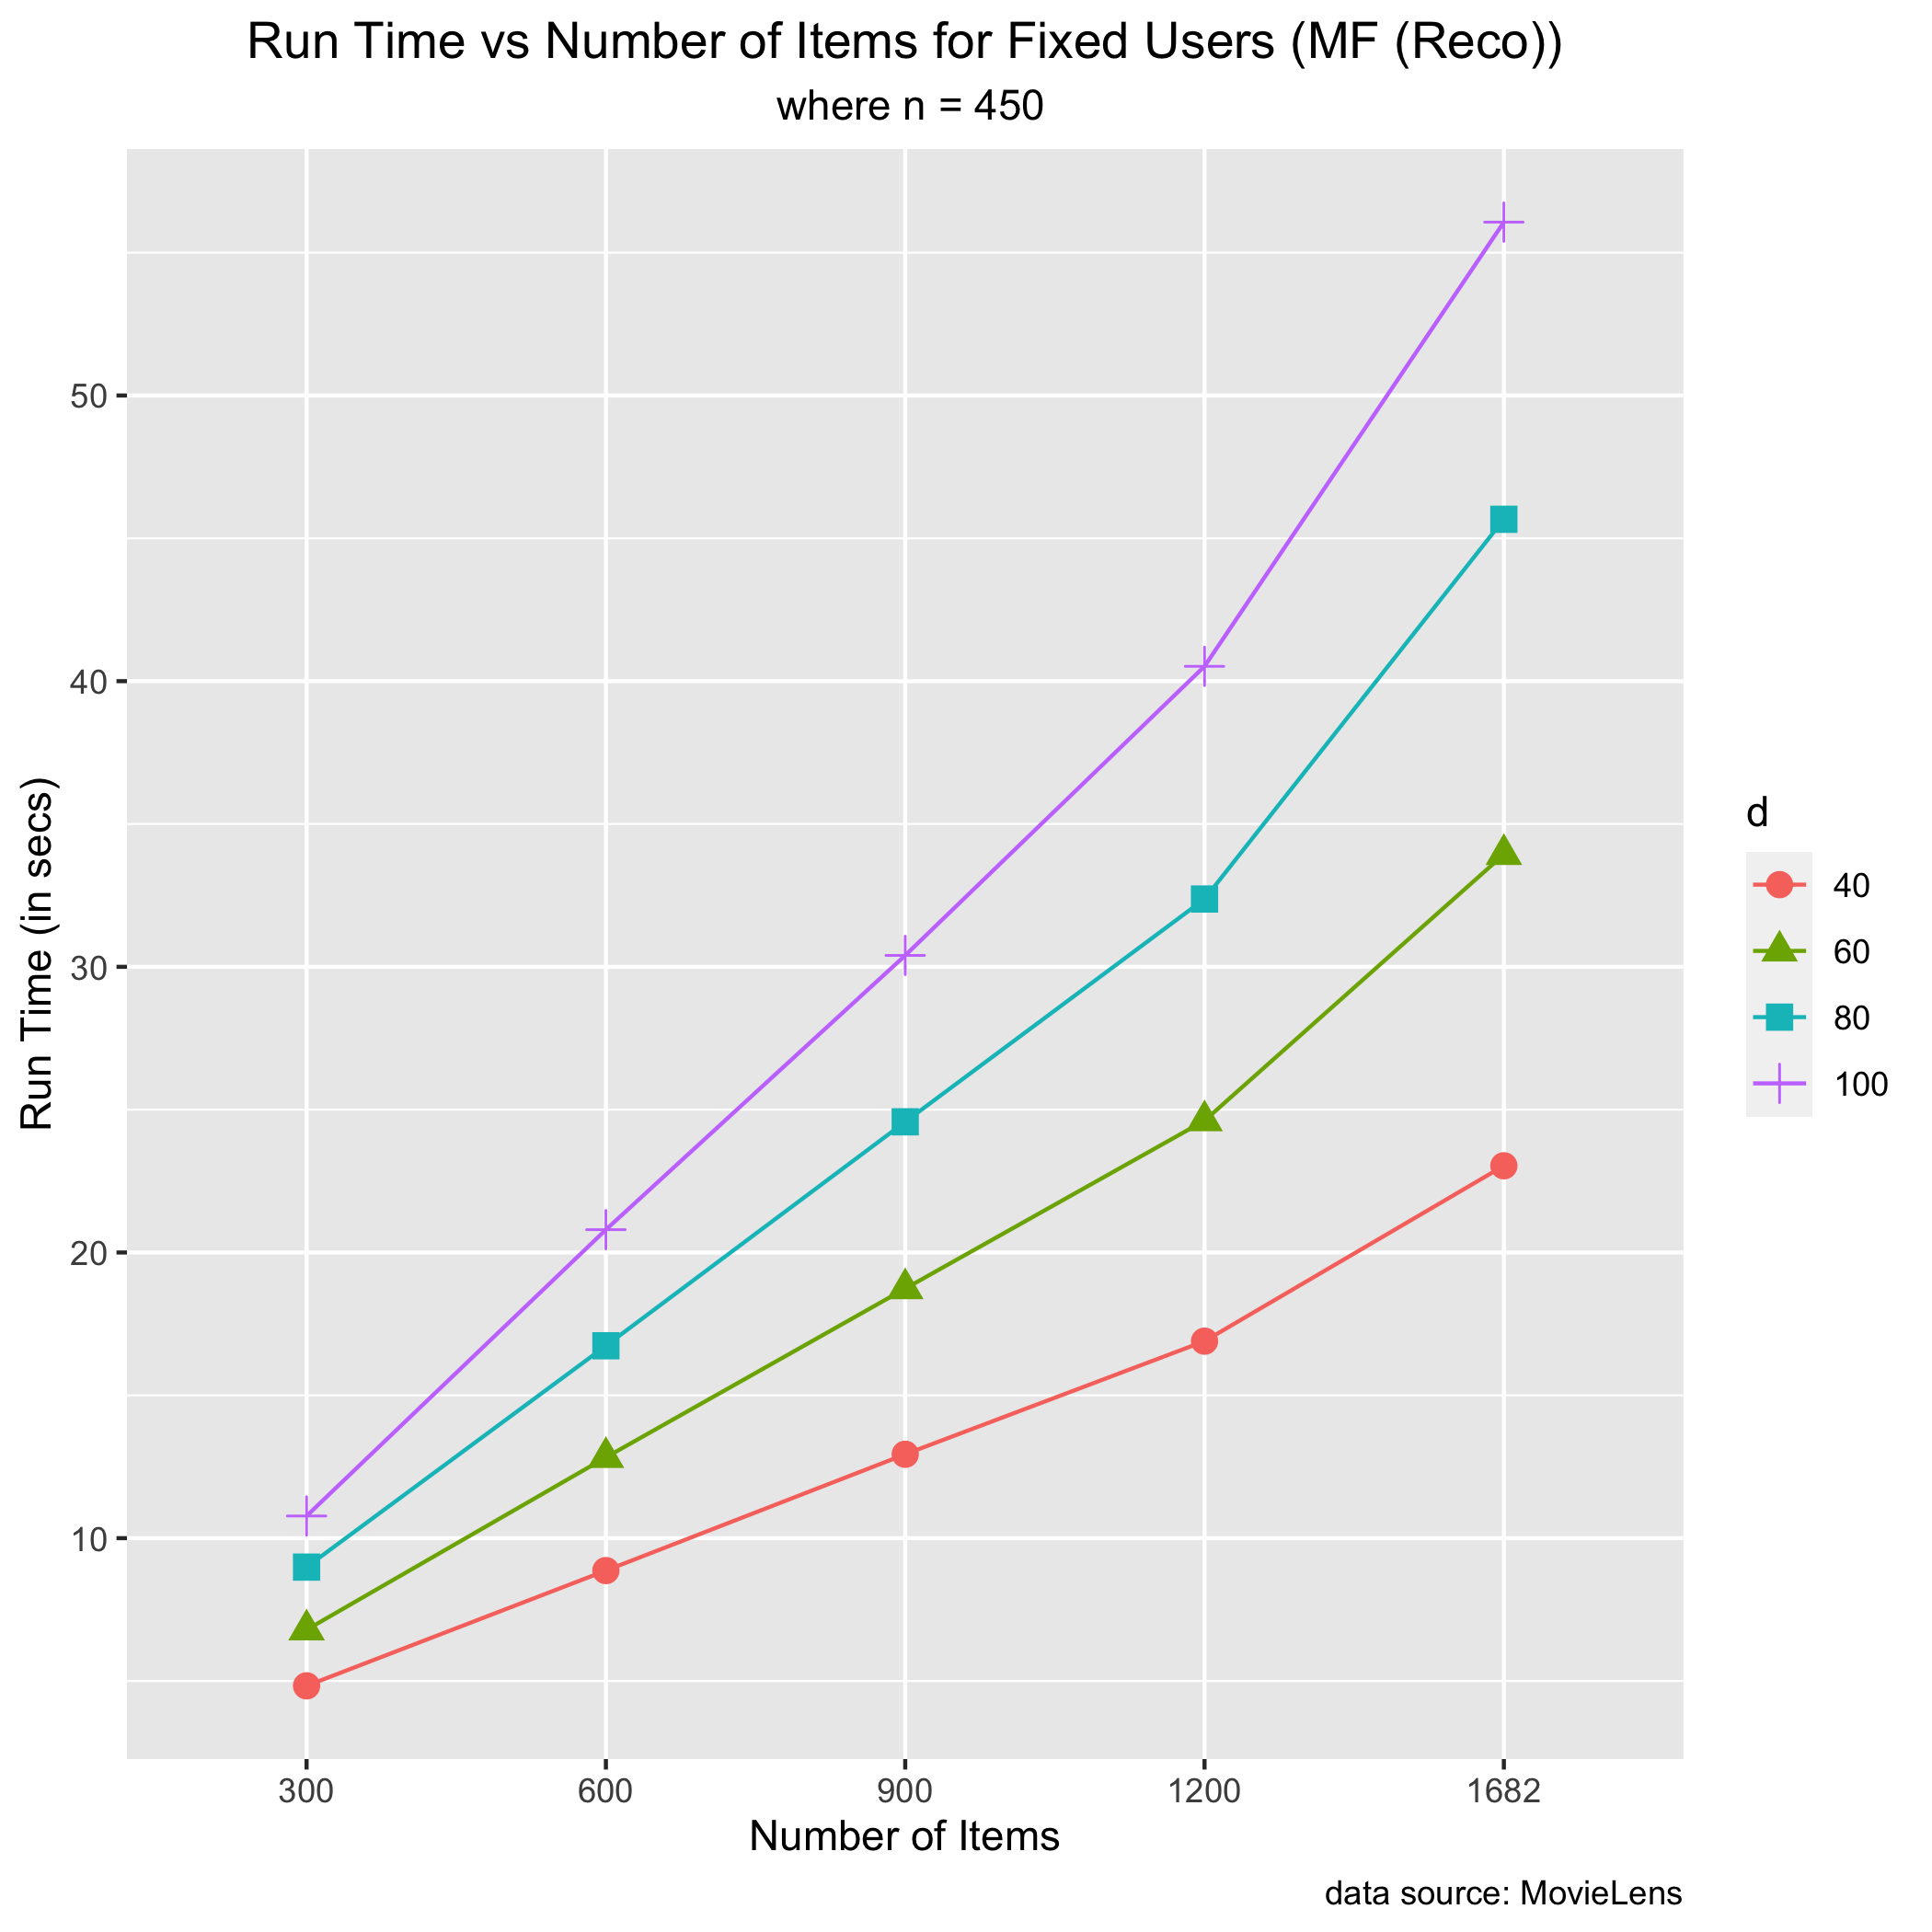 Run Time vs Number of Items for Fixed Users (MF (Reco))
where n = 450
Run Time (in secs)
50
40
30
20
10
300 600 900 1200 1682
Number of Items
d
40
60
80
100
data source: MovieLens